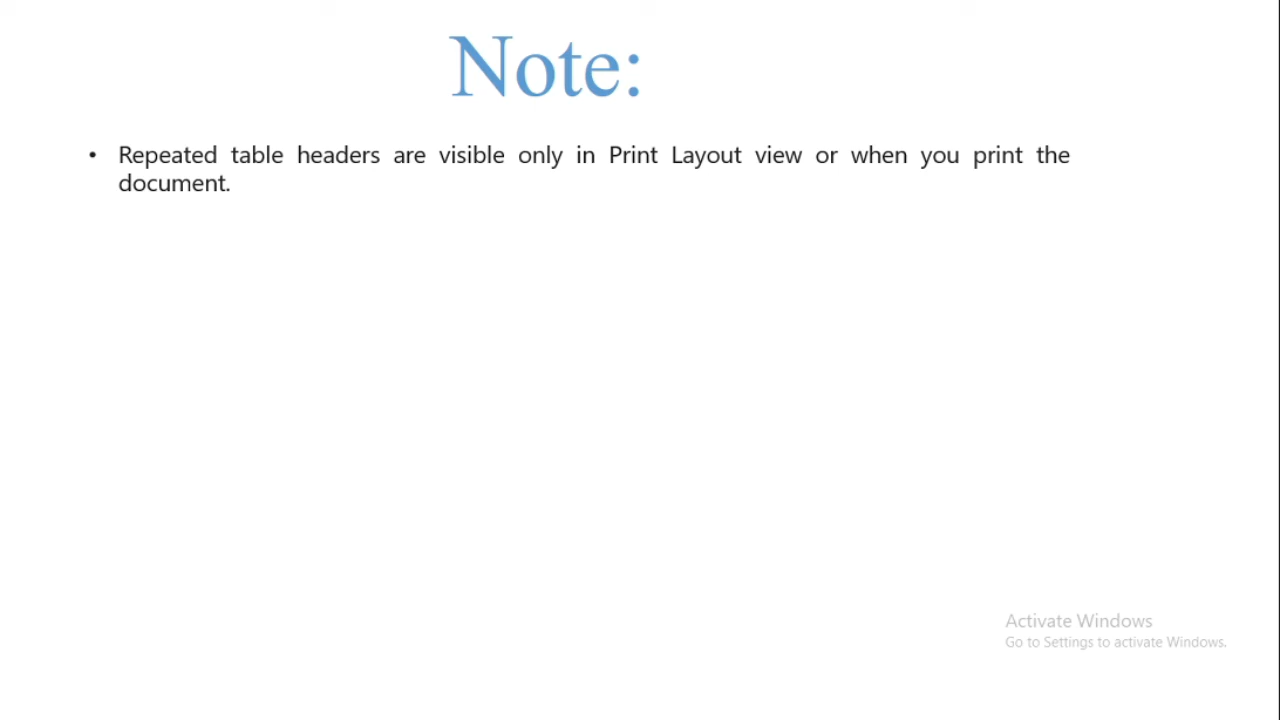 Note:
• Repeated table headers are visible only in Print Layout view or when you print the
document.
Activate Windows
Go to Settings to activate Windows.